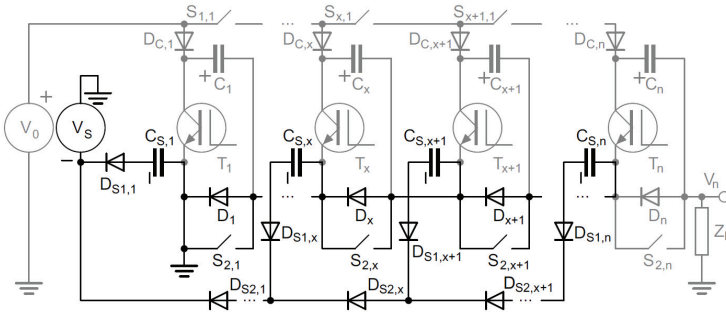 S1,1 ... Sx,1 Sx+1,1 ...
DC,1 DC,x DC,x+1 DC,n
+ C1 + Cx + Cx+1 + Cn
V0 + VS
CS,1 T1 CS,x Tx CS,x+1 Tx+1 CS,n Tn
− Vn
DS1,1 D1 ... Dx Dx+1 ... Dn
DS1,x DS1,x+1 DS1,n
S2,1 S2,x S2,x+1 S2,n
DS2,1 ... DS2,x DS2,x+1 ...